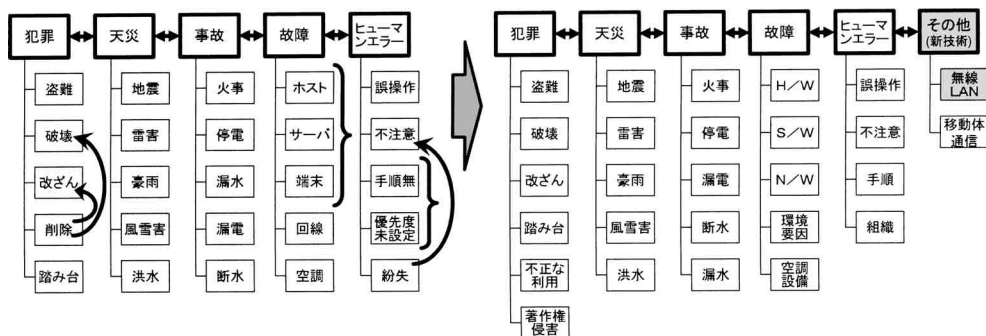 犯罪
天災
事故
故障
ヒューマ
ンエラー
盗難
破壊
改ざん
削除
踏み台
地震
雷害
豪雨
風雪害
洪水
火事
停電
漏水
漏電
断水
ホスト
サーバ
端末
回線
空調
誤操作
不注意
手順無
優先度
未設定
紛失
犯罪
天災
事故
故障
ヒューマ
ンエラー
その他
(新技術)
盗難
破壊
改ざん
踏み台
不正な
利用
著作権
侵害
地震
雷害
豪雨
風雪害
洪水
火事
停電
漏電
断水
漏水
H/W
S/W
N/W
環境
要因
空調
設備
誤操作
不注意
手順
組織
無線
LAN
移動体
通信